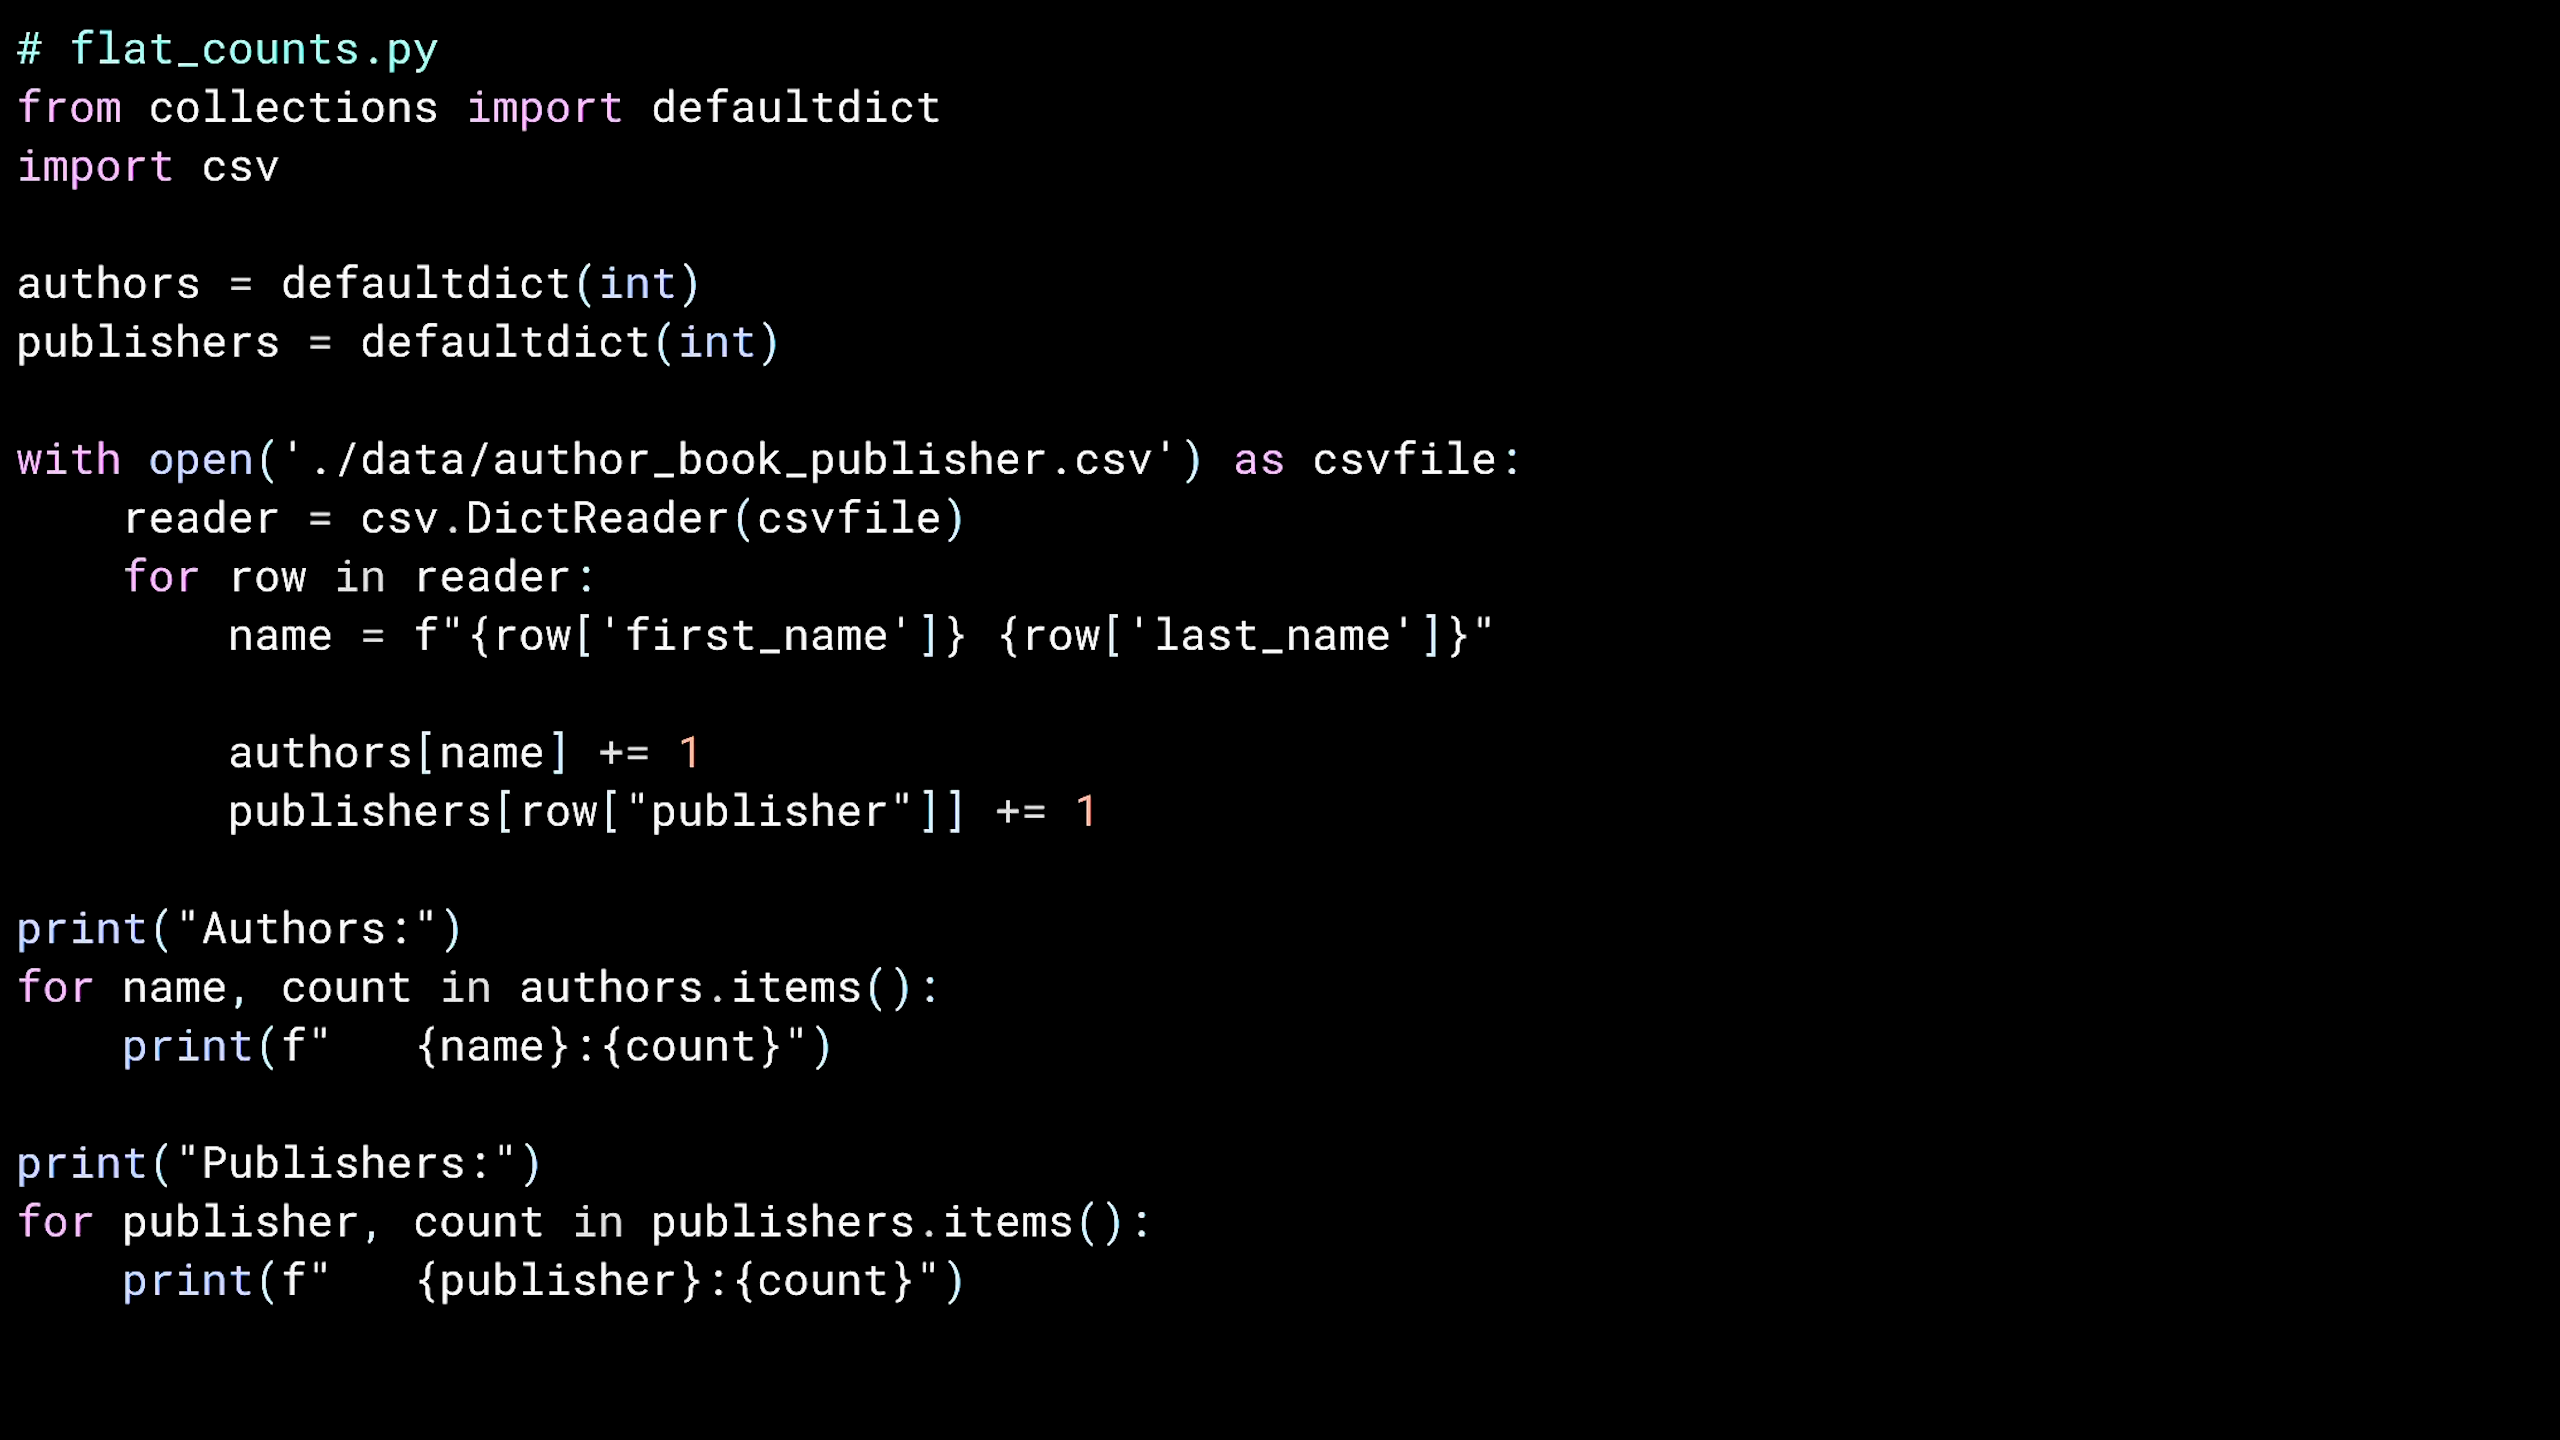 # flat_counts.py
from collections import defaultdict
import csv

authors = defaultdict(int)
publishers = defaultdict(int)

with open('./data/author_book_publisher.csv') as csvfile:
    reader = csv.DictReader(csvfile)
    for row in reader:
        name = f"{row['first_name']} {row['last_name']}"

        authors[name] += 1
        publishers[row["publisher"]] += 1

print("Authors:")
for name, count in authors.items():
    print(f"   {name}:{count}")

print("Publishers:")
for publisher, count in publishers.items():
    print(f"   {publisher}:{count}")